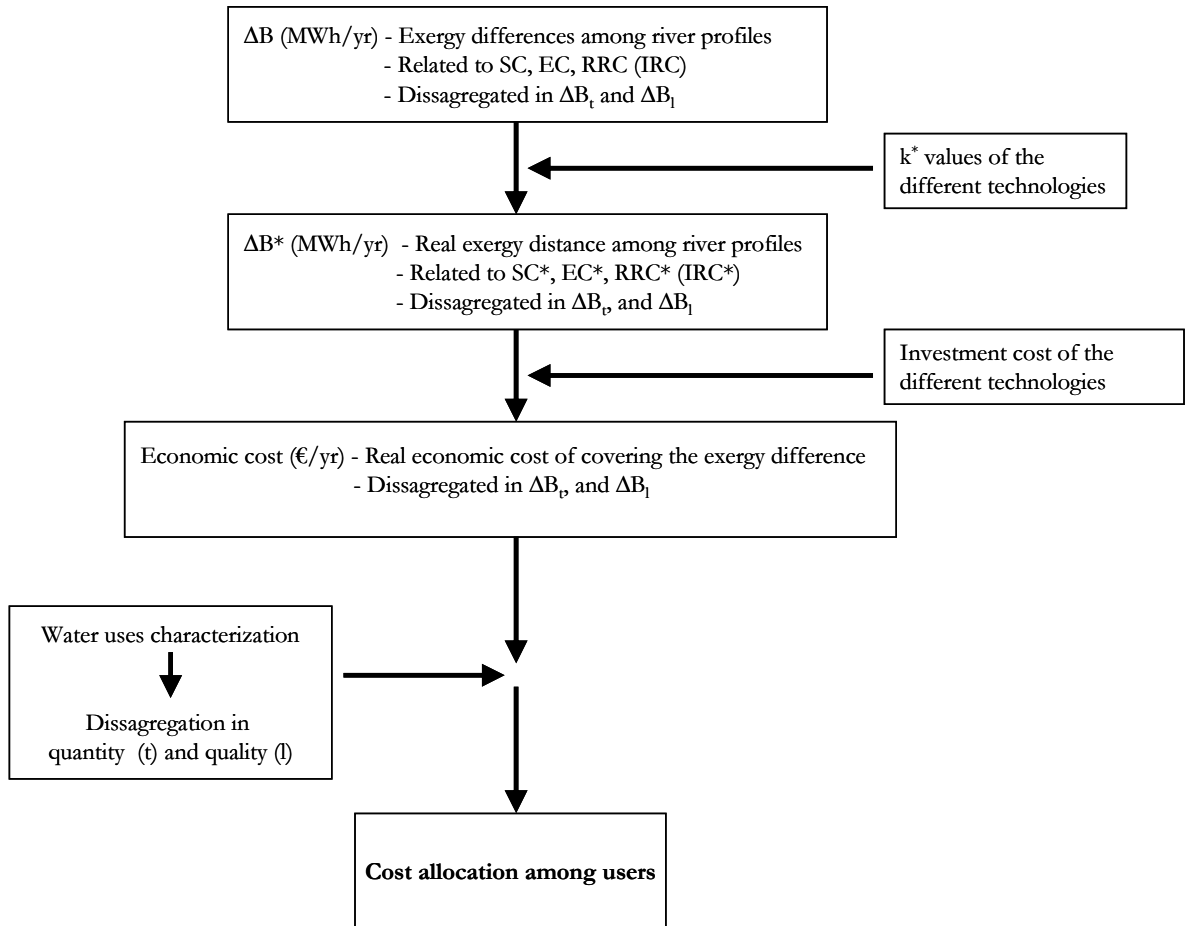 ΔB (MWh/yr) - Exergy differences among river profiles
- Related to SC, EC, RRC (IRC)
- Dissagregated in ΔBt and ΔBl
k* values of the
different technologies
ΔB* (MWh/yr) - Real exergy distance among river profiles
- Related to SC*, EC*, RRC* (IRC*)
- Dissagregated in ΔBt, and ΔBl
Investment cost of the
different technologies
Economic cost (€/yr) - Real economic cost of covering the exergy difference
- Dissagregated in ΔBt, and ΔBl
Water uses characterization
Dissagregation in
quantity (t) and quality (l)
Cost allocation among users